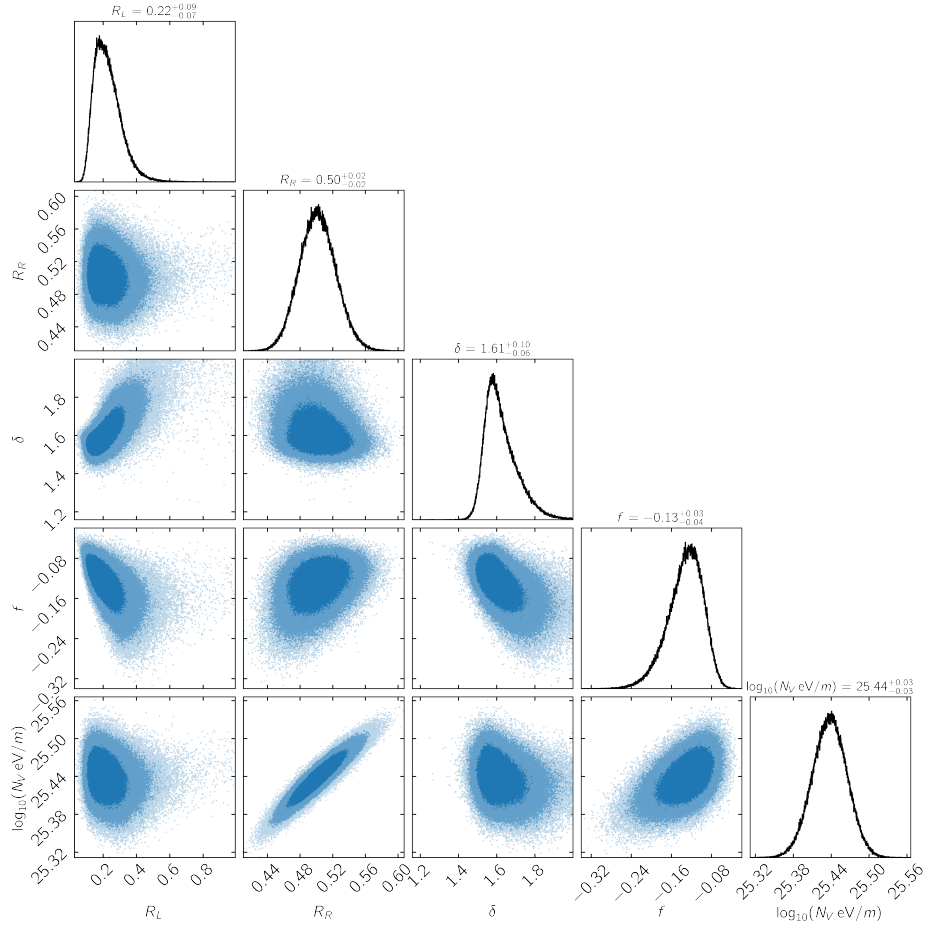 R_L = 0.22^{+0.09}_{-0.07}
R_R = 0.50^{+0.02}_{-0.02}
0.60
0.56
0.52
0.48
0.44
R_R
δ = 1.61^{+0.10}_{-0.06}
1.8
1.6
1.4
1.2
δ
f = −0.13^{+0.03}_{-0.04}
−0.08
−0.16
−0.24
−0.32
f
log₁₀(N_V eV/m) = 25.44^{+0.03}_{-0.03}
25.56
25.50
25.44
25.38
25.32
log₁₀(N_V eV/m)
0.2 0.4 0.6 0.8
0.44 0.48 0.52 0.56 0.60
1.2 1.4 1.6 1.8
−0.32 −0.24 −0.16 −0.08
25.32 25.38 25.44 25.50 25.56
R_L
R_R
δ
f
log₁₀(N_V eV/m)